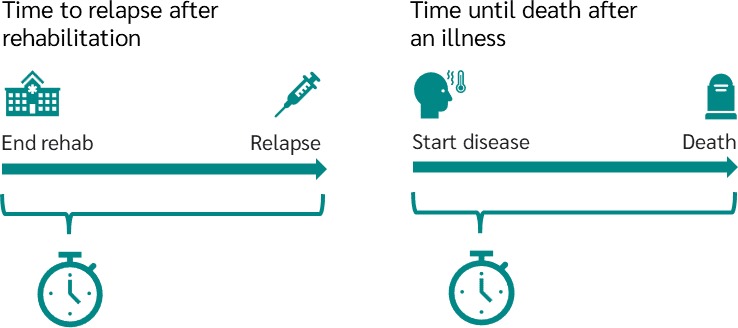 Time to relapse after
rehabilitation
End rehab
Relapse
Time until death after
an illness
Start disease
Death